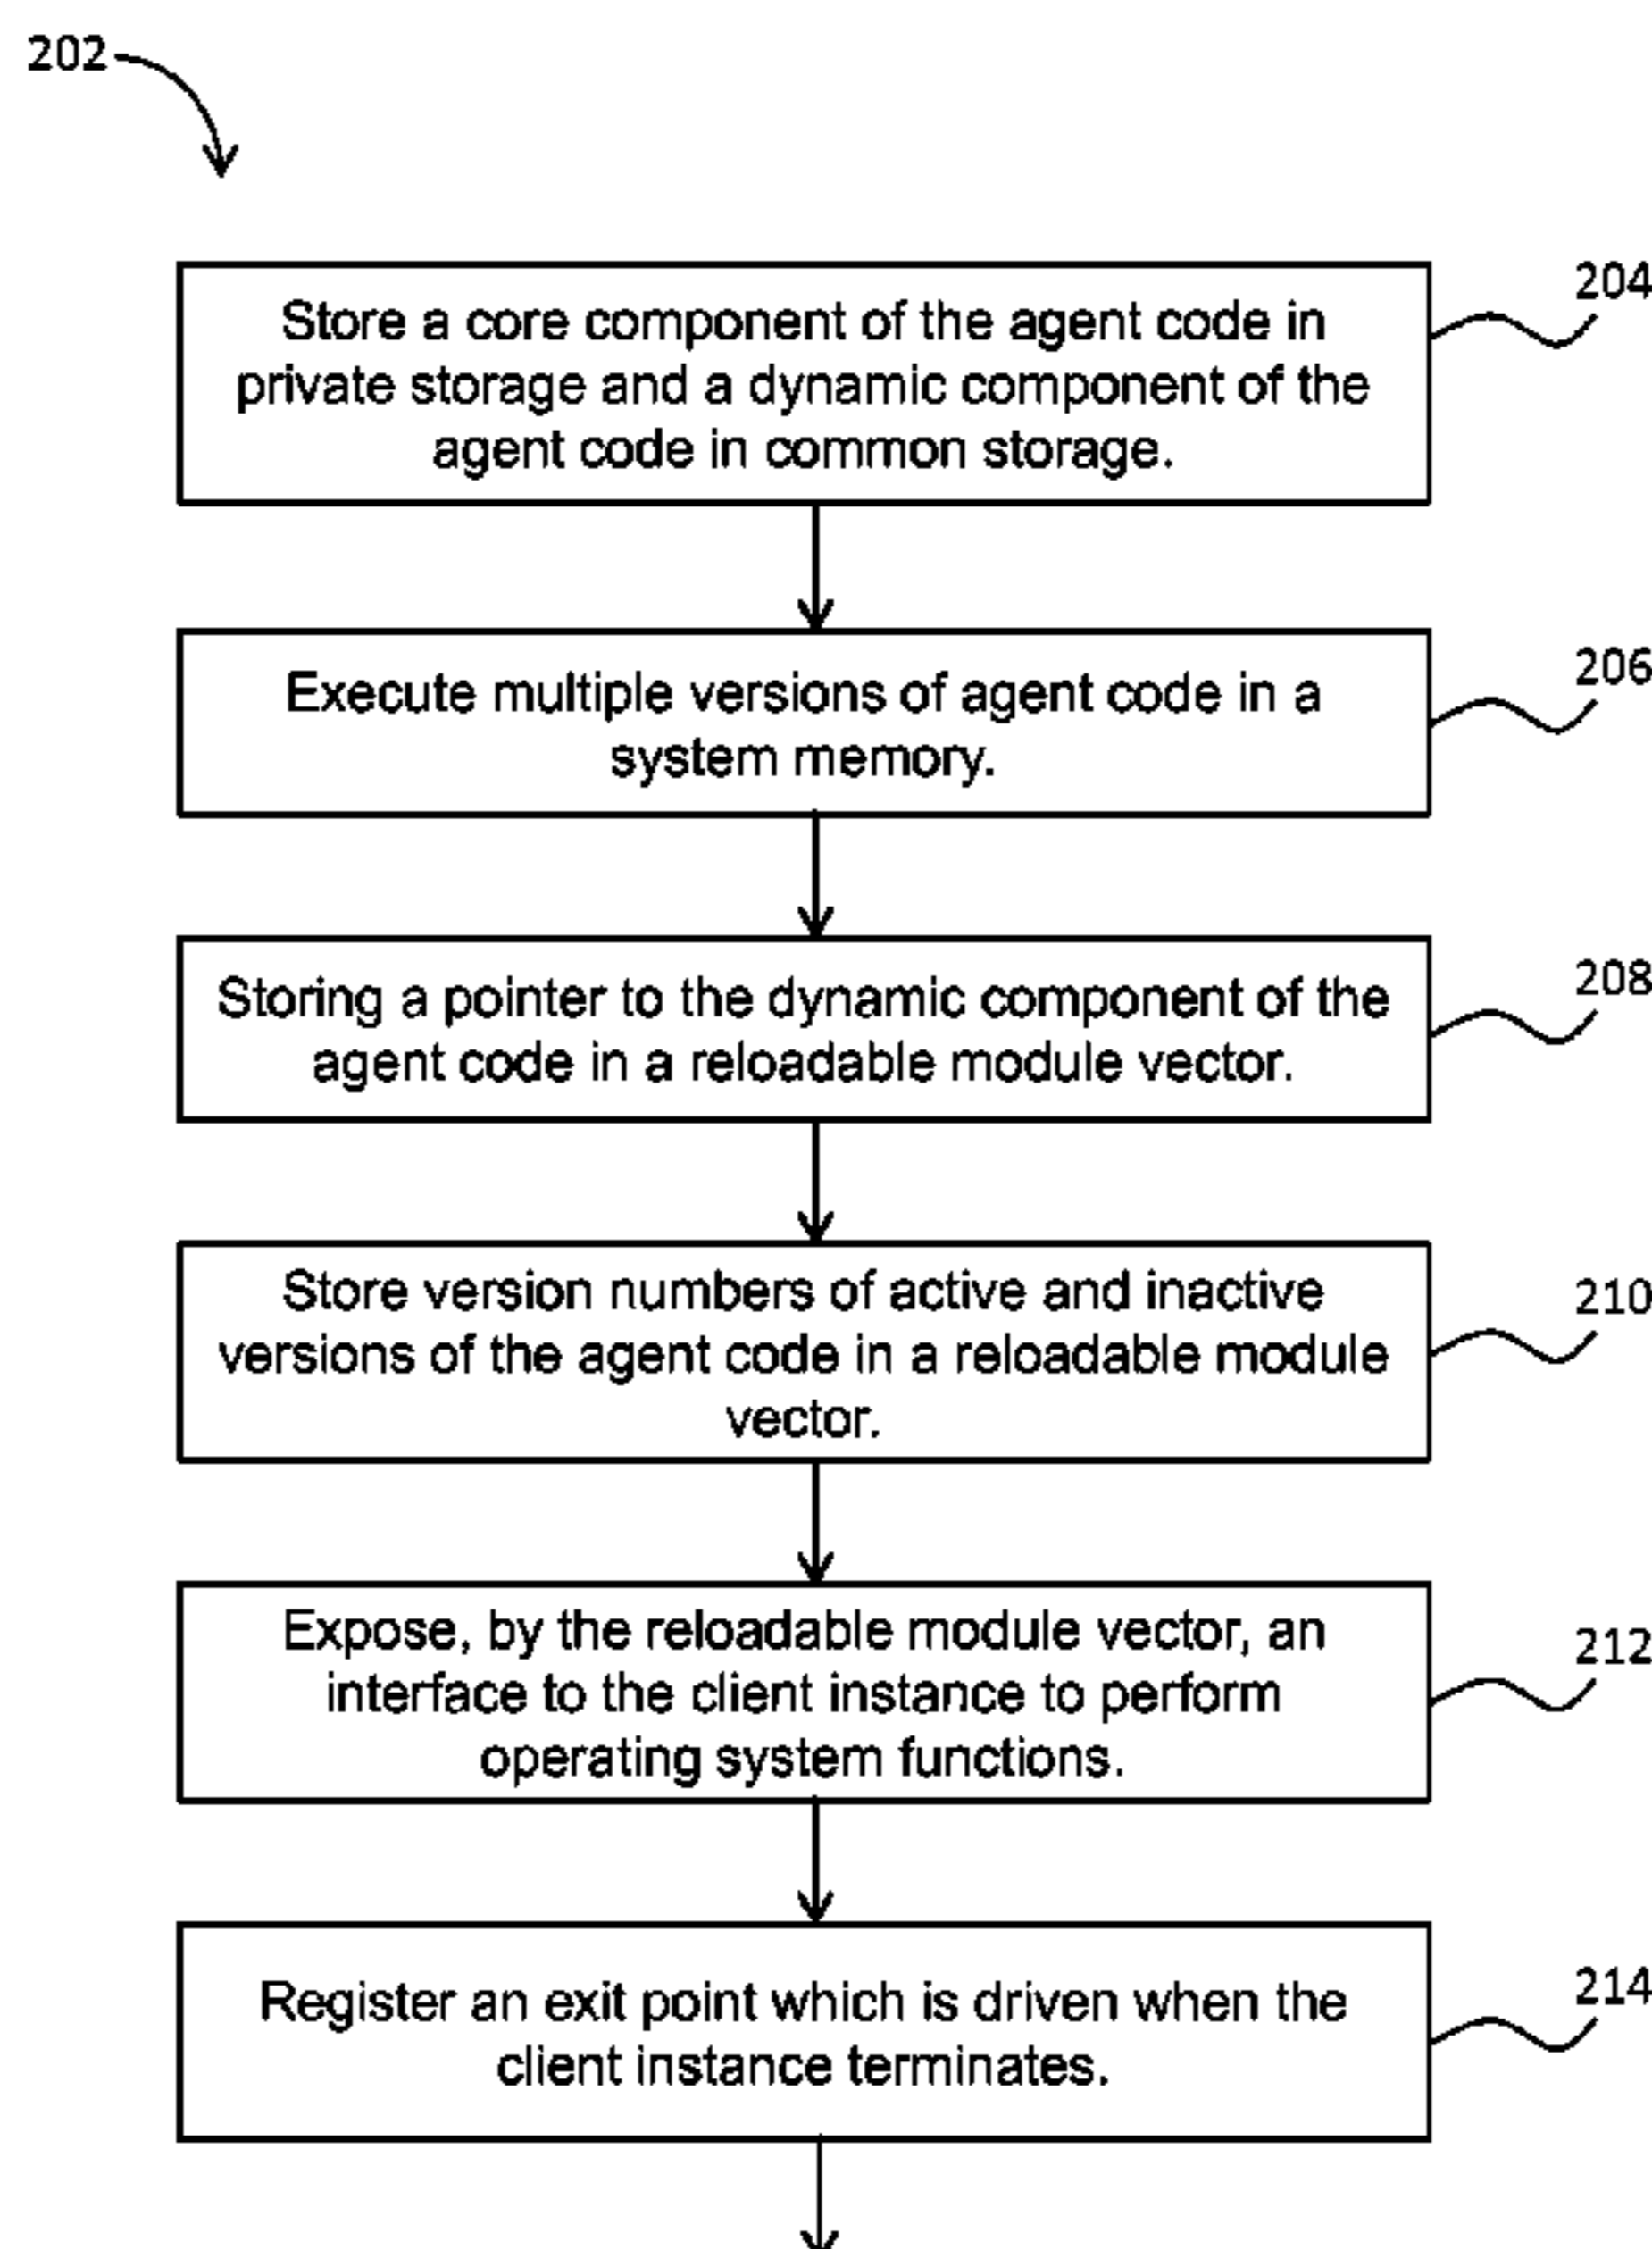 202
204
Store a core component of the agent code in
private storage and a dynamic component of the
agent code in common storage.
206
Execute multiple versions of agent code in a
system memory.
208
Storing a pointer to the dynamic component of the
agent code in a reloadable module vector.
210
Store version numbers of active and inactive
versions of the agent code in a reloadable module
vector.
212
Expose, by the reloadable module vector, an
interface to the client instance to perform
operating system functions.
214
Register an exit point which is driven when the
client instance terminates.